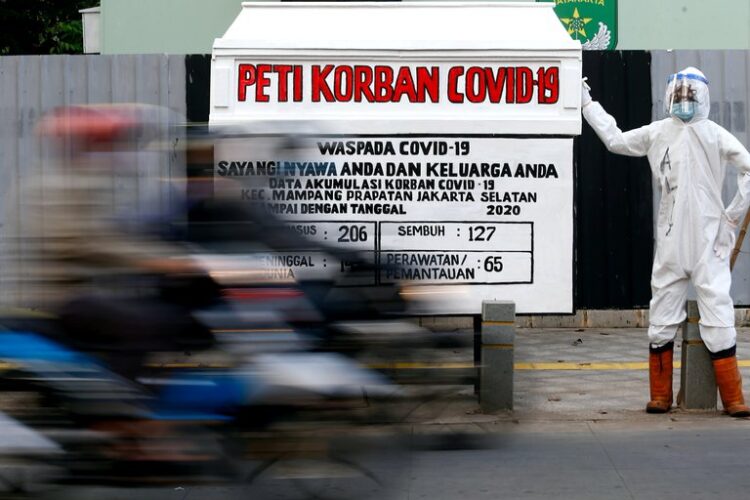 PETI KORBAN COVID-19
WASPADA COVID-19
SAYANGI NYAWA ANDA DAN KELUARGA ANDA
DATA AKUMULASI KORBAN COVID-19
KEC. MAMPANG PRAPATAN JAKARTA SELATAN
SAMPAI DENGAN TANGGAL 2020
: 206 SEMBUH : 127
: PERAWATAN/
PEMANTAUAN : 65